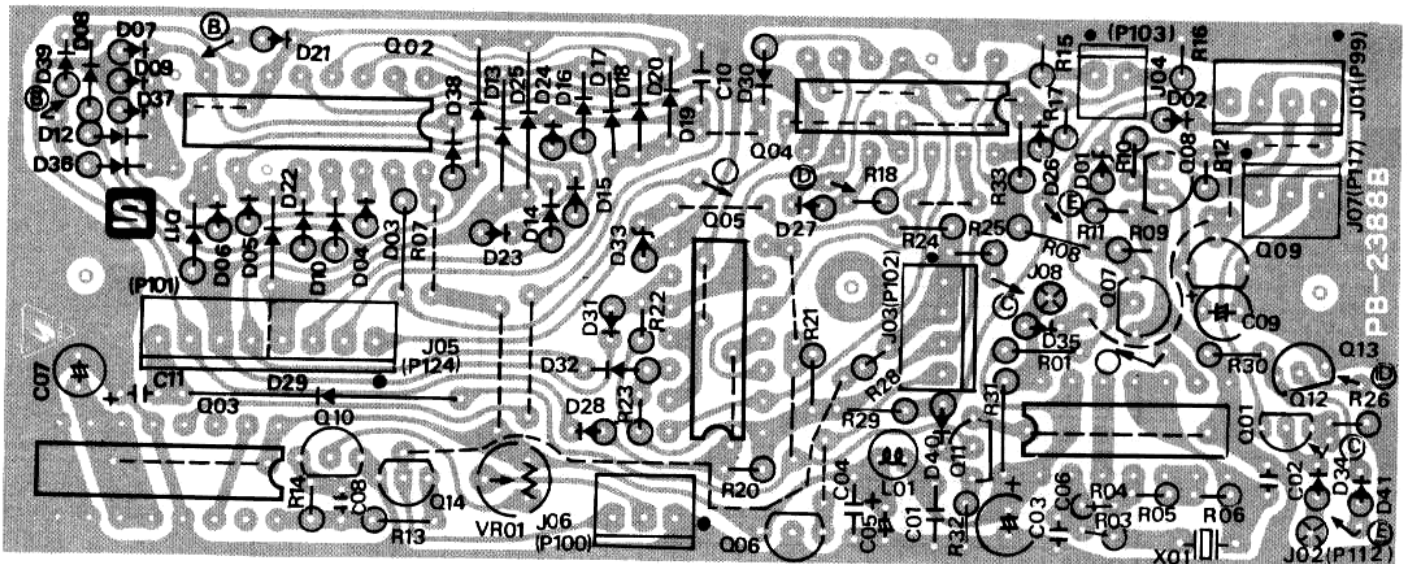 D39
D08
D07
B
D21
Q02
D09
D37
B
D12
D36
D38
D13
D25
D24
D16
D17
D18
D20
D19
C10
D30
Q04
R15
(P103)
J04
R16
R17
D02
J01(P99)
D26
D01
R10
Q08
R12
R33
D
R18
E
J07(P117)
D11
D06
D05
D22
D10
D04
D03
R07
D23
D14
D15
D33
Q05
D27
R24
R25
R08
R11
R09
Q09
(P101)
J05
(P124)
D31
R22
D32
R21
J03(P102)
J08
C
D35
R01
Q07
C09
R30
PB-2388B
C07
C11
D29
Q03
Q10
D28
R23
R28
R29
R31
Q13
Q12
D
R26
R14
C08
Q14
R13
VR01
J06
(P100)
R20
Q06
C04
C05
L01
C01
D40
Q11
R32
C03
C06
R04
R03
R05
R06
X01
Q01
C02
D34
C
D41
E
J02(P112)